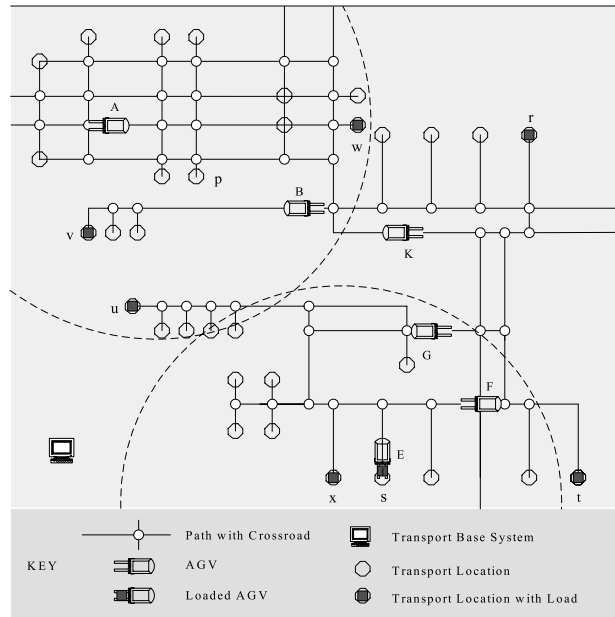 A
w
r
p
B
v
K
u
G
F
E
x
s
t
KEY
Path with Crossroad
AGV
Loaded AGV
Transport Base System
Transport Location
Transport Location with Load